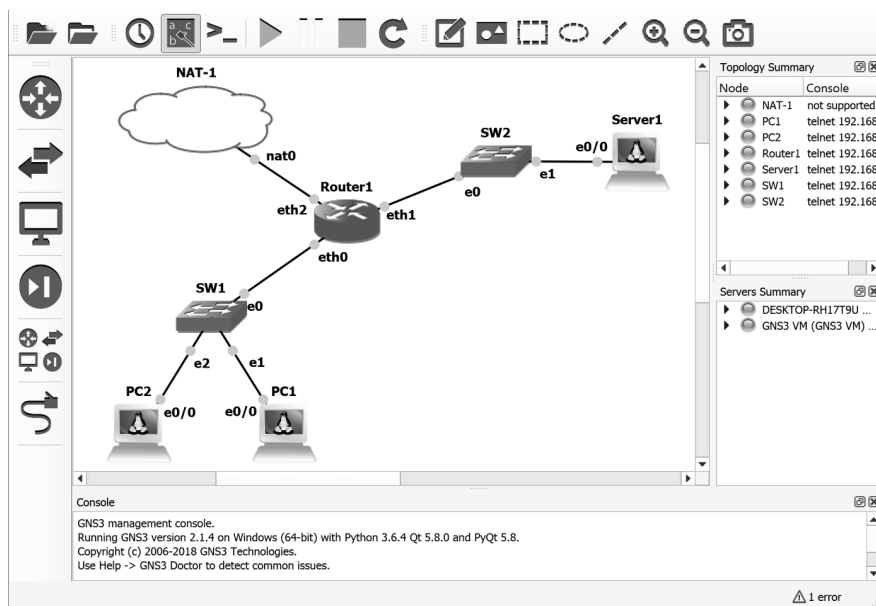 a c
b
>_
NAT-1
nat0
Router1
eth2
eth1
eth0
SW2
e0
e1
Server1
e0/0
SW1
e0
e2
e1
PC2
e0/0
PC1
e0/0
Topology Summary
Node Console
NAT-1 not supported
PC1 telnet 192.168
PC2 telnet 192.168
Router1 telnet 192.168
Server1 telnet 192.168
SW1 telnet 192.168
SW2 telnet 192.168
Servers Summary
DESKTOP-RH17T9U ...
GNS3 VM (GNS3 VM) ...
Console
GNS3 management console.
Running GNS3 version 2.1.4 on Windows (64-bit) with Python 3.6.4 Qt 5.8.0 and PyQt 5.8.
Copyright (c) 2006-2018 GNS3 Technologies.
Use Help -> GNS3 Doctor to detect common issues.
1 error